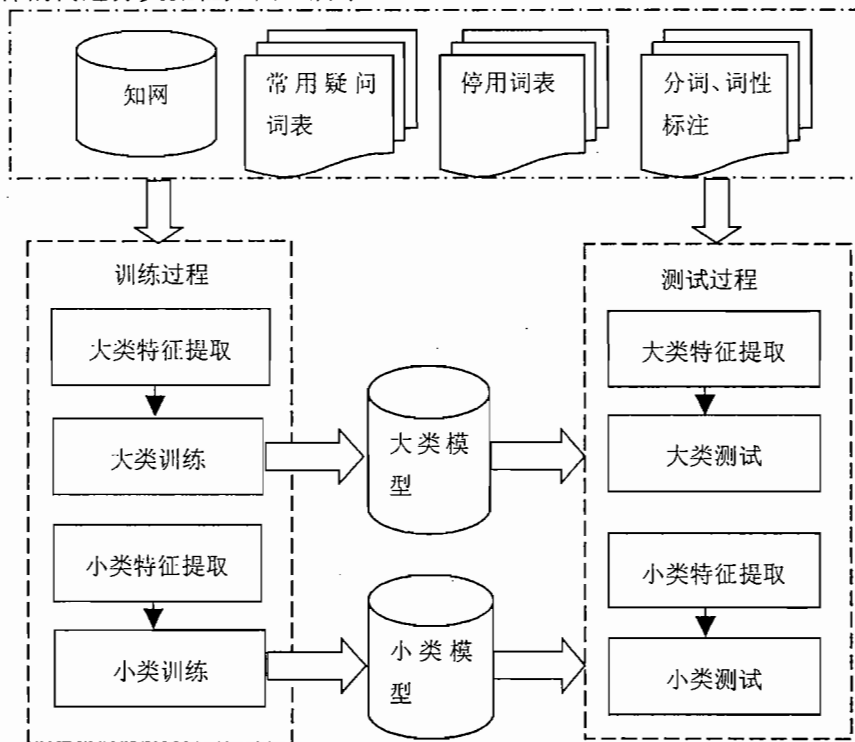 知网
常用疑问
词表
停用词表
分词、词性
标注
训练过程
测试过程
大类特征提取
大类特征提取
大类训练
大类模
型
大类测试
小类特征提取
小类特征提取
小类训练
小类模
型
小类测试